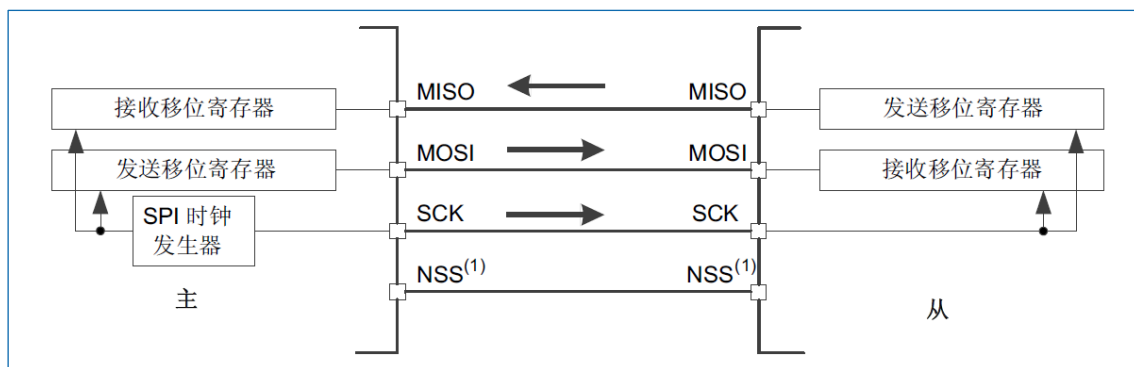 MISO MISO
接收移位寄存器 发送移位寄存器
MOSI MOSI
发送移位寄存器 接收移位寄存器
SPI 时钟
发生器
SCK SCK
NSS(1) NSS(1)
主 从